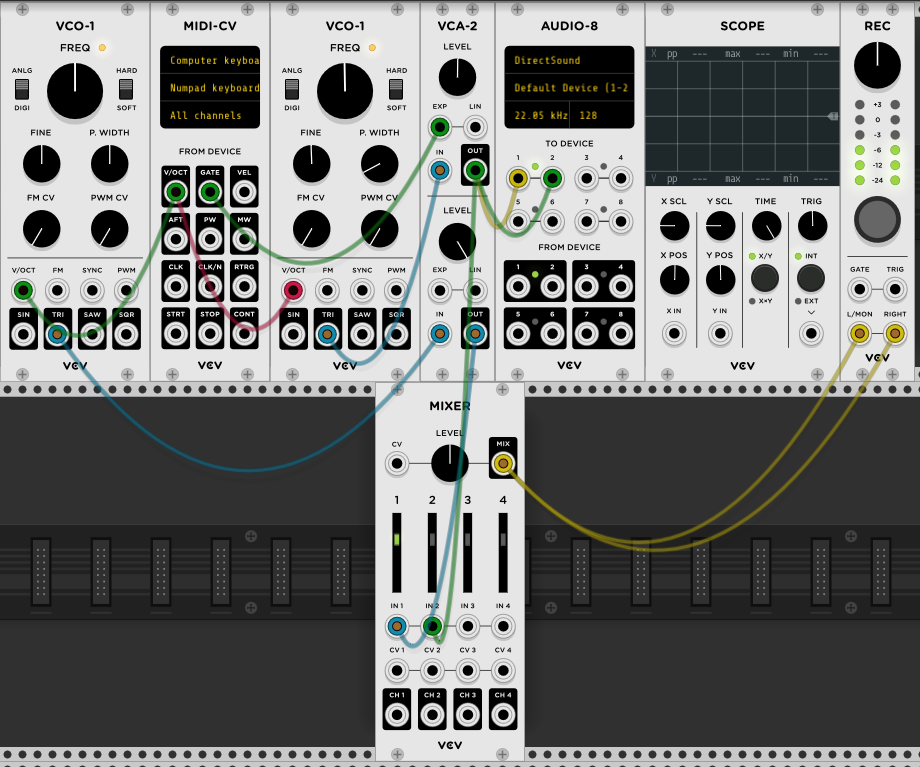 VCO-1
FREQ
ANLG
HARD
DIGI
SOFT
FINE
P. WIDTH
FM CV
PWM CV
V/OCT FM SYNC PWM
SIN TRI SAW SQR
VCV
MIDI-CV
Computer keyboa
Numpad keyboard
All channels
FROM DEVICE
V/OCT GATE VEL
AFT PW MW
CLK CLK/N RTRG
STRT STOP CONT
VCV
VCO-1
FREQ
ANLG
HARD
DIGI
SOFT
FINE
P. WIDTH
FM CV
PWM CV
V/OCT FM SYNC PWM
SIN TRI SAW SQR
VCV
VCA-2
LEVEL
EXP LIN
IN OUT
LEVEL
EXP LIN
IN OUT
AUDIO-8
DirectSound
Default Device (1-2
22.05 kHz 128
TO DEVICE
1 2 3 4
5 6 7 8
FROM DEVICE
1 2 3 4
5 6 7 8
VCV
SCOPE
X pp --- max --- min ---
T
V pp --- max --- min ---
X SCL Y SCL TIME TRIG
X POS Y POS X/Y INT
X×Y EXT
X IN Y IN
VCV
REC
+3
0
-3
-6
-12
-24
GATE TRIG
L/MON RIGHT
VCV
MIXER
LEVEL
CV MIX
1 2 3 4
IN 1 IN 2 IN 3 IN 4
CV 1 CV 2 CV 3 CV 4
CH 1 CH 2 CH 3 CH 4
VCV